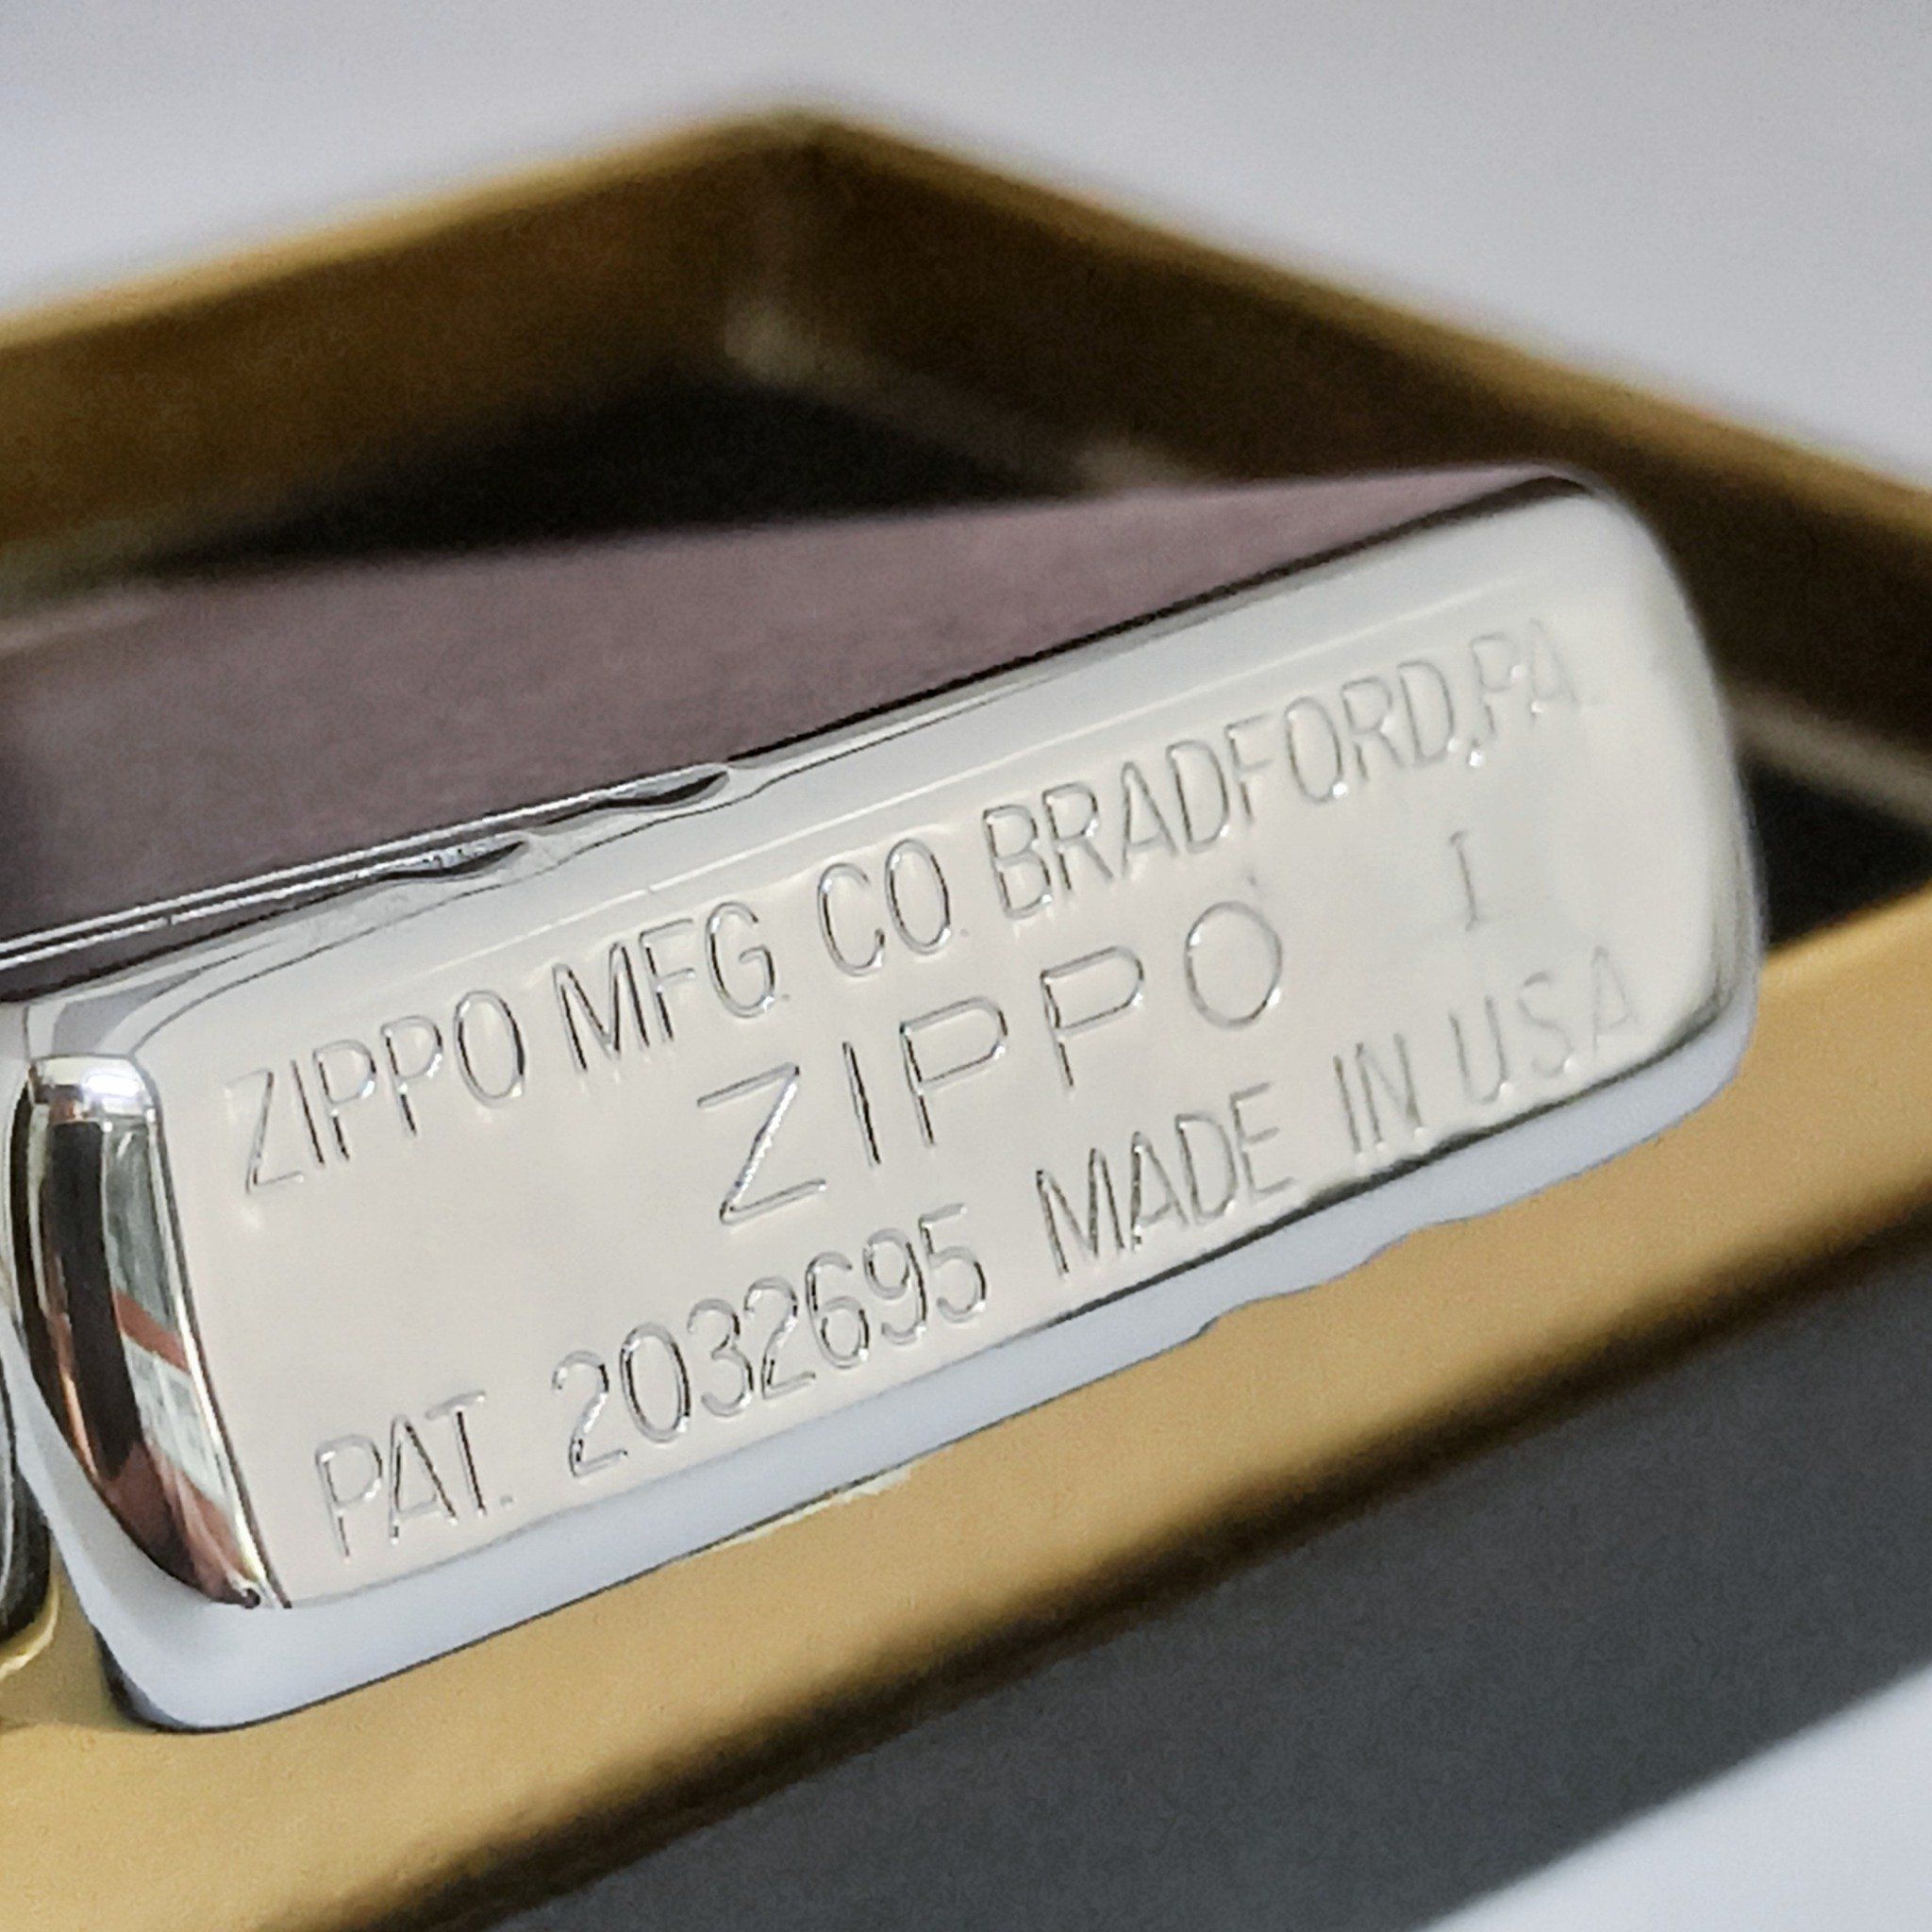 ZIPPO MFG. CO. BRADFORD, PA.
ZIPPO I
PAT. 2032695 MADE IN USA